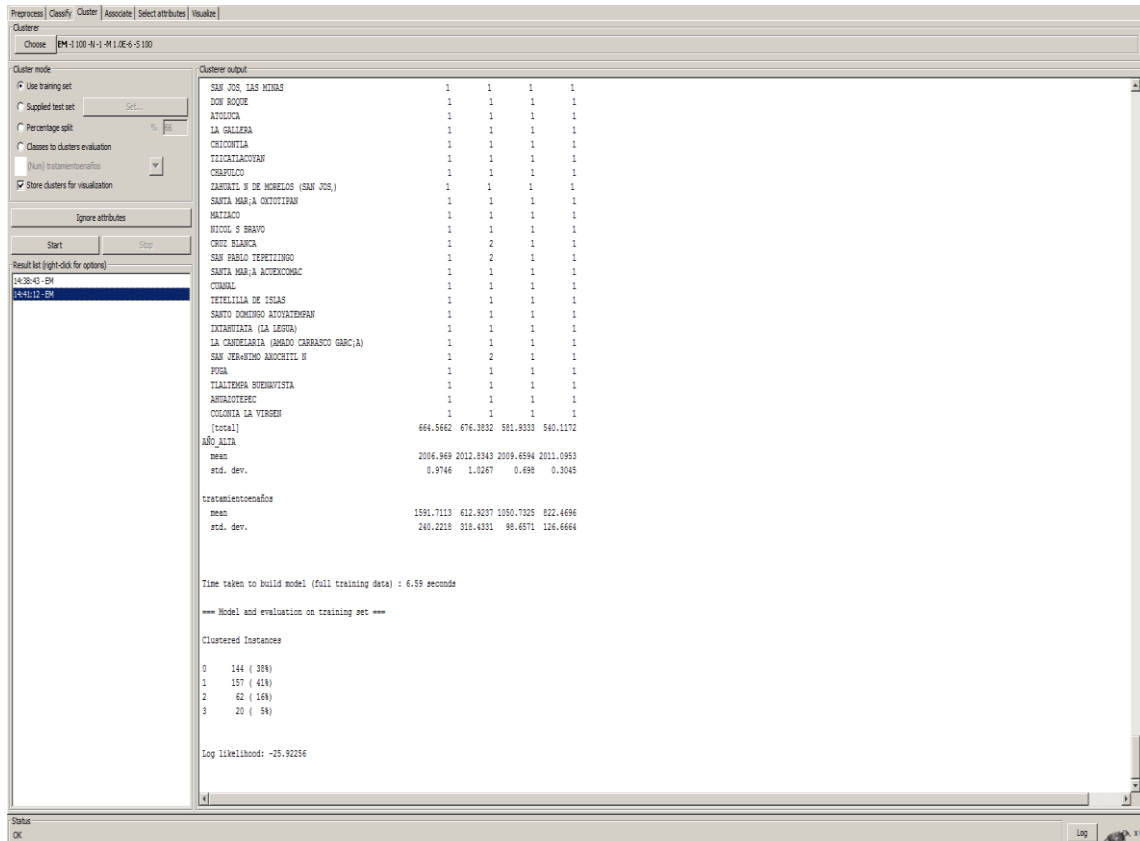 Preprocess Classify Cluster Associate Select attributes Visualize
Clusterer
Choose EM -I 100 -N -1 -M 1.0E-6 -S 100
Cluster mode
Use training set
Supplied test set Set...
Percentage split % 66
Classes to clusters evaluation
(Num) tratamientoenaños
Store clusters for visualization
Ignore attributes
Start Stop
Result list (right-click for options)
14:38:43 - EM
14:41:12 - EM
Clusterer output
SAN JOS, LAS MINAS 1 1 1 1
DON ROQUE 1 1 1 1
ATOLUCA 1 1 1 1
LA GALLERA 1 1 1 1
CHICONTLA 1 1 1 1
TZICATLACOYAN 1 1 1 1
CHAPULCO 1 1 1 1
ZAHUATL N DE MORELOS (SAN JOS,) 1 1 1 1
SANTA MAR¡A OXTOTIPAN 1 1 1 1
MATZACO 1 1 1 1
NICOL S BRAVO 1 1 1 1
CRUZ BLANCA 1 2 1 1
SAN PABLO TEPETZINGO 1 2 1 1
SANTA MAR¡A ACUEXCOMAC 1 1 1 1
CUANAL 1 1 1 1
TETELILLA DE ISLAS 1 1 1 1
SANTO DOMINGO ATOYATEMPAN 1 1 1 1
IXTAHUIATA (LA LEGUA) 1 1 1 1
LA CANDELARIA (AMADO CARRASCO GARC¡A) 1 1 1 1
SAN JER¢NIMO AXOCHITL N 1 2 1 1
PUGA 1 1 1 1
TLALTEMPA BUENAVISTA 1 1 1 1
AHUAZOTEPEC 1 1 1 1
COLONIA LA VIRGEN 1 1 1 1
[total] 664.5662 676.3832 581.9333 540.1172
AÑO_ALTA
mean 2006.969 2012.8343 2009.6594 2011.0953
std. dev. 0.9746 1.0267 0.698 0.3045
tratamientoenaños
mean 1591.7113 612.9237 1050.7325 822.4696
std. dev. 240.2218 318.4331 98.6571 126.6664
Time taken to build model (full training data) : 6.59 seconds
=== Model and evaluation on training set ===
Clustered Instances
0 144 ( 38%)
1 157 ( 41%)
2 62 ( 16%)
3 20 ( 5%)
Log likelihood: -25.92256
Status
OK
Log
x